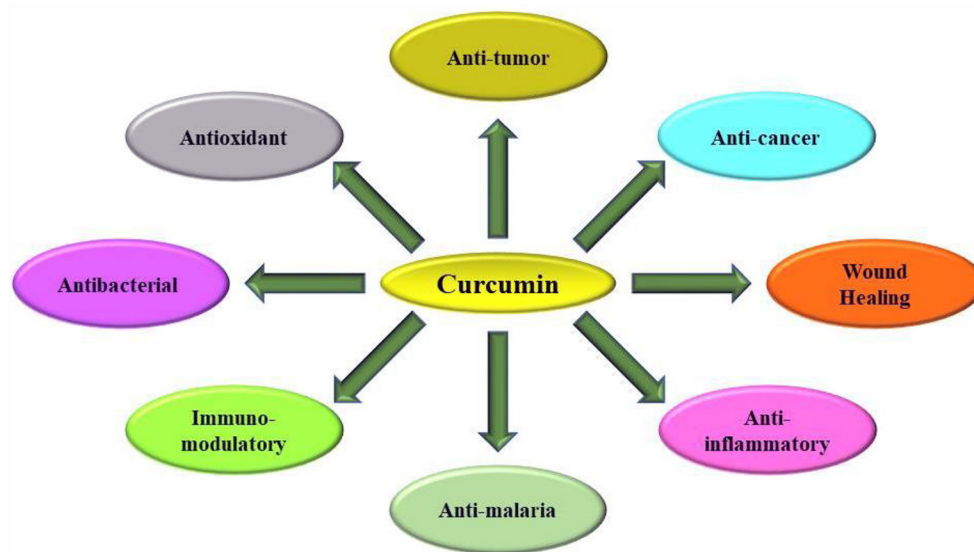 Anti-tumor
Antioxidant
Anti-cancer
Antibacterial
Curcumin
Wound
Healing
Immuno-
modulatory
Anti-
inflammatory
Anti-malaria